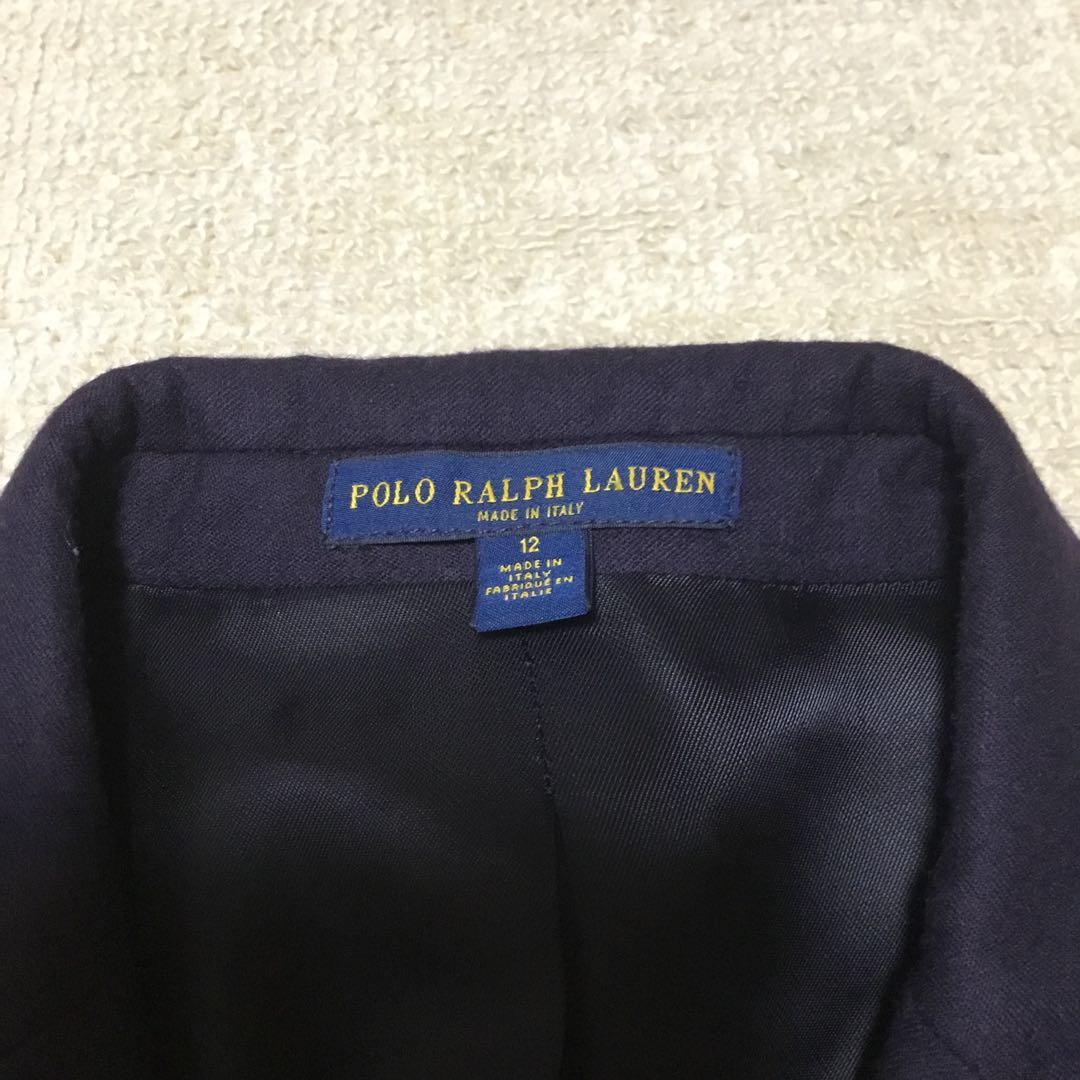 POLO RALPH LAUREN
MADE IN ITALY
12
MADE IN
ITALY
FABRIQUÉ EN
ITALIE